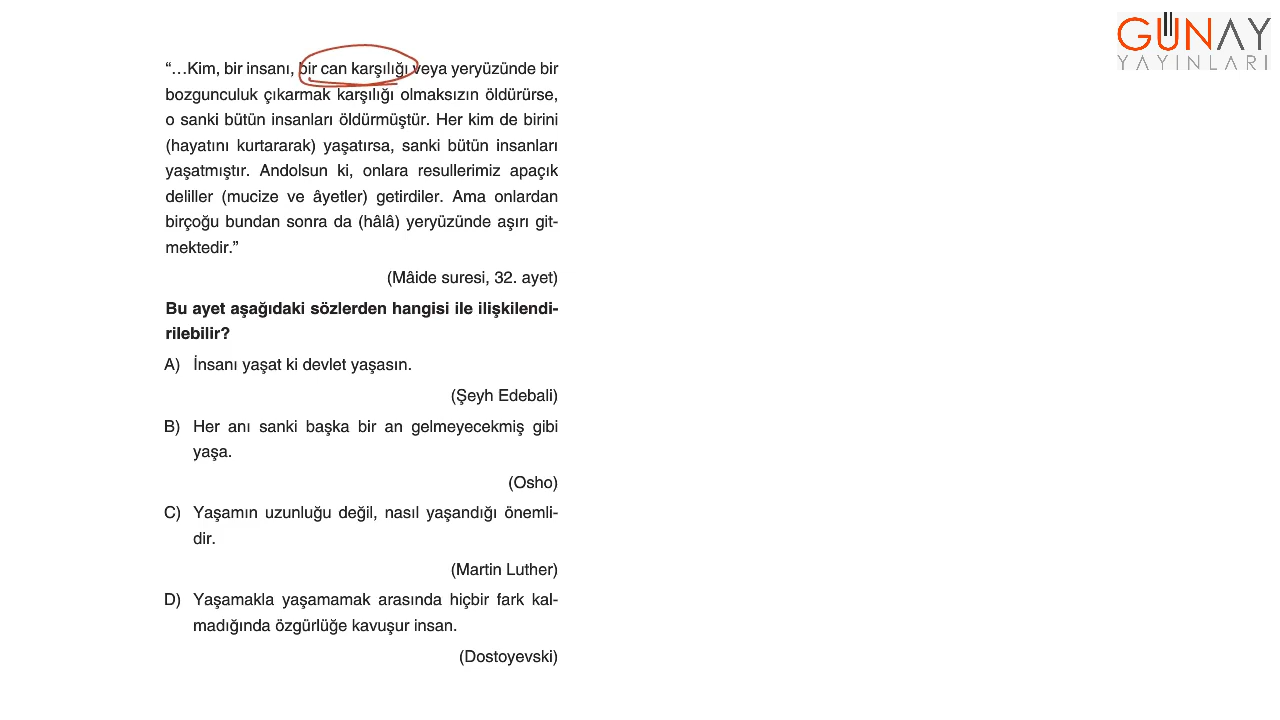 GÜNAY
YAYINLARI
“…Kim, bir insanı, bir can karşılığı veya yeryüzünde bir
bozgunculuk çıkarmak karşılığı olmaksızın öldürürse,
o sanki bütün insanları öldürmüştür. Her kim de birini
(hayatını kurtararak) yaşatırsa, sanki bütün insanları
yaşatmıştır. Andolsun ki, onlara resullerimiz apaçık
deliller (mucize ve âyetler) getirdiler. Ama onlardan
birçoğu bundan sonra da (hâlâ) yeryüzünde aşırı git-
mektedir.”
(Mâide suresi, 32. ayet)
Bu ayet aşağıdaki sözlerden hangisi ile ilişkilendi-
rilebilir?
A) İnsanı yaşat ki devlet yaşasın.
(Şeyh Edebali)
B) Her anı sanki başka bir an gelmeyecekmiş gibi
yaşa.
(Osho)
C) Yaşamın uzunluğu değil, nasıl yaşandığı önemli-
dir.
(Martin Luther)
D) Yaşamakla yaşamamak arasında hiçbir fark kal-
madığında özgürlüğe kavuşur insan.
(Dostoyevski)